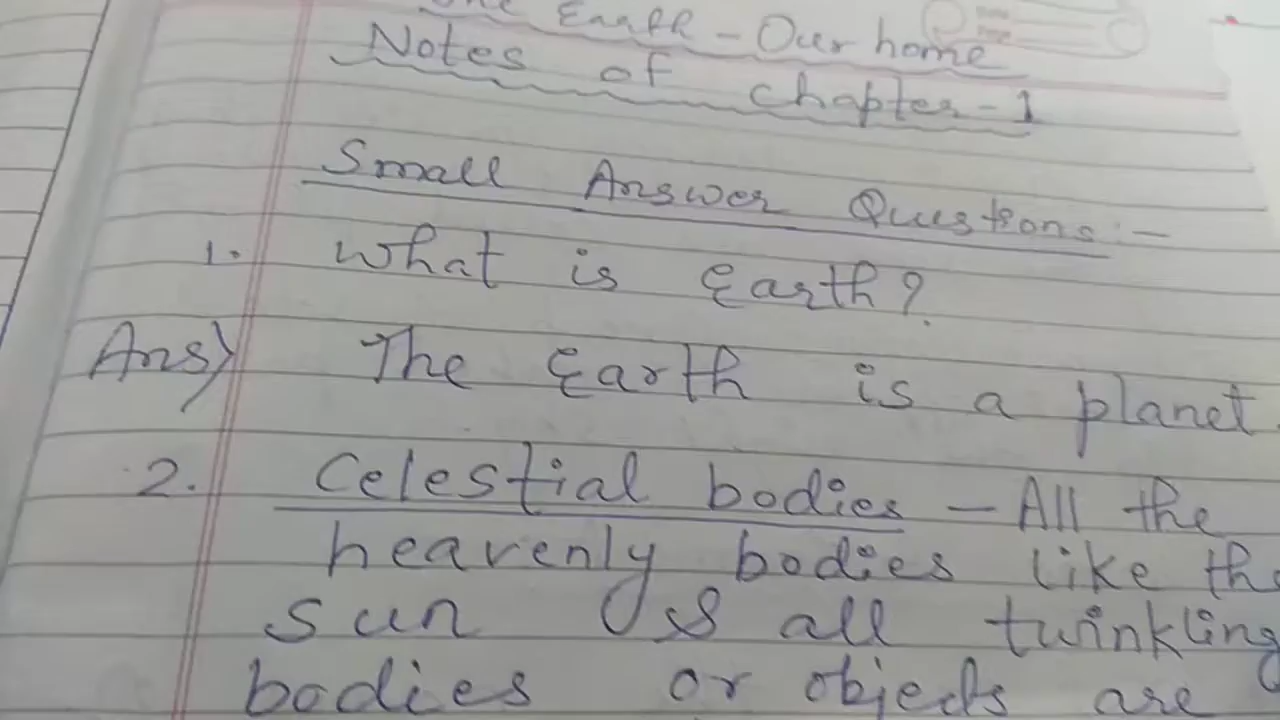 The Earth - Our home
Notes of chapter-1
Small Answer Questions :-
1. What is Earth?
Ans) The Earth is a planet.
2. Celestial bodies - All the
heavenly bodies like the
sun & all twinkling
bodies or objects are